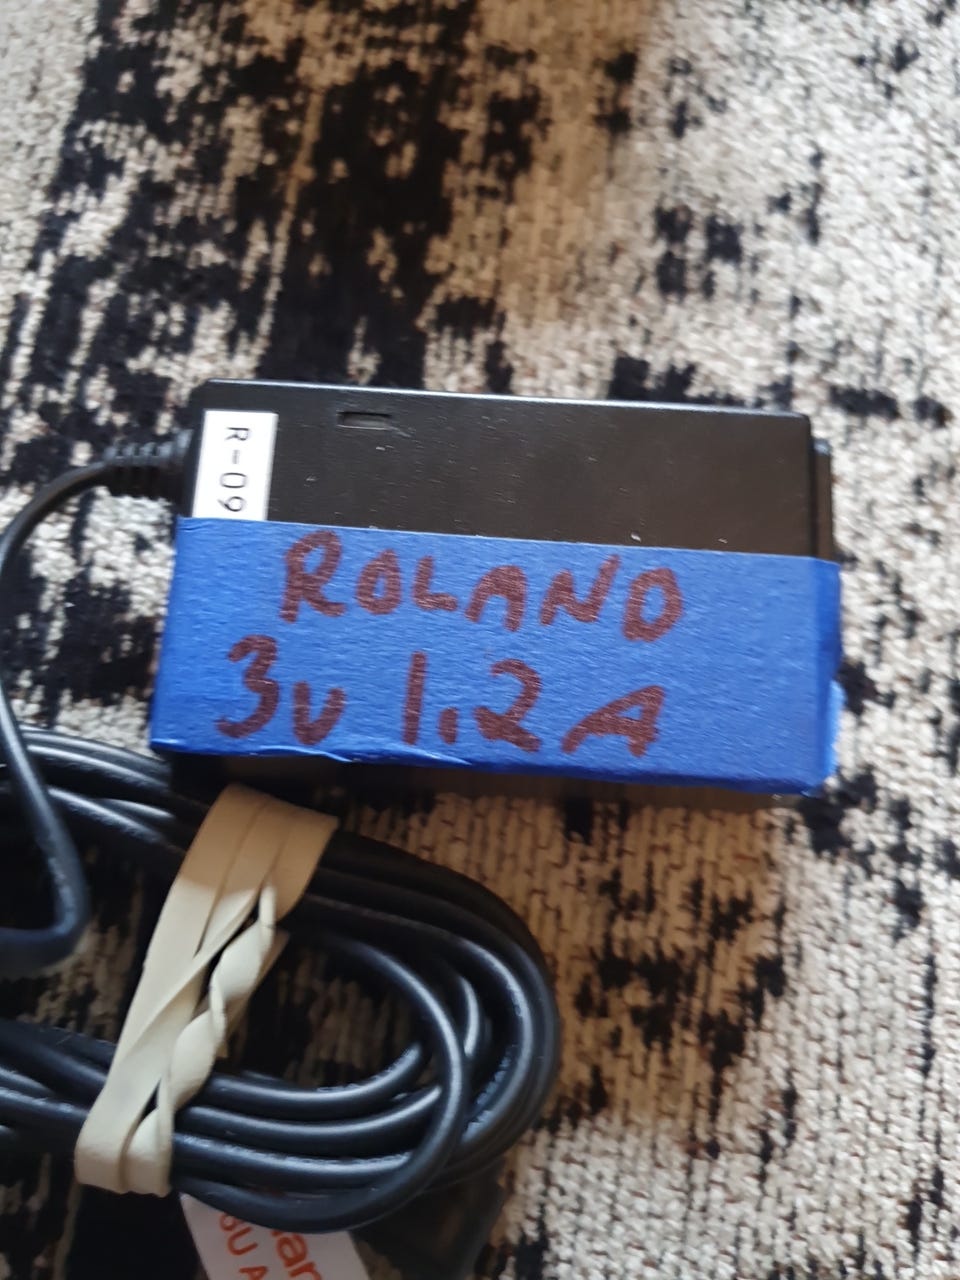 R-09
ROLAND
3V 1.2A